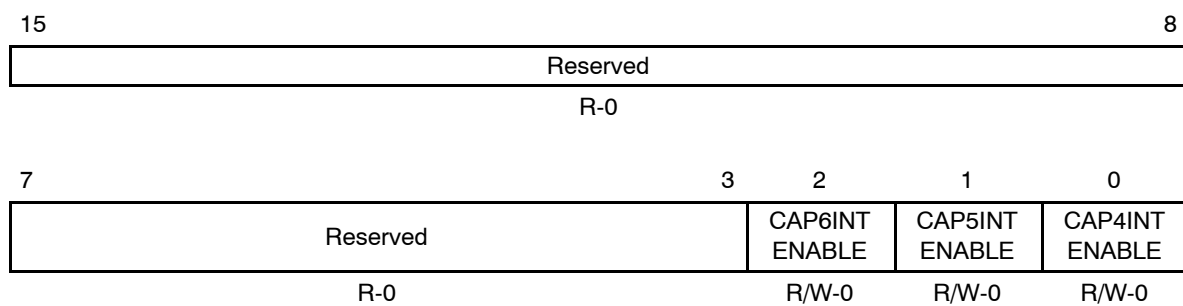 15 8
Reserved
R-0
7 3 2 1 0
Reserved CAP6INT ENABLE CAP5INT ENABLE CAP4INT ENABLE
R-0 R/W-0 R/W-0 R/W-0